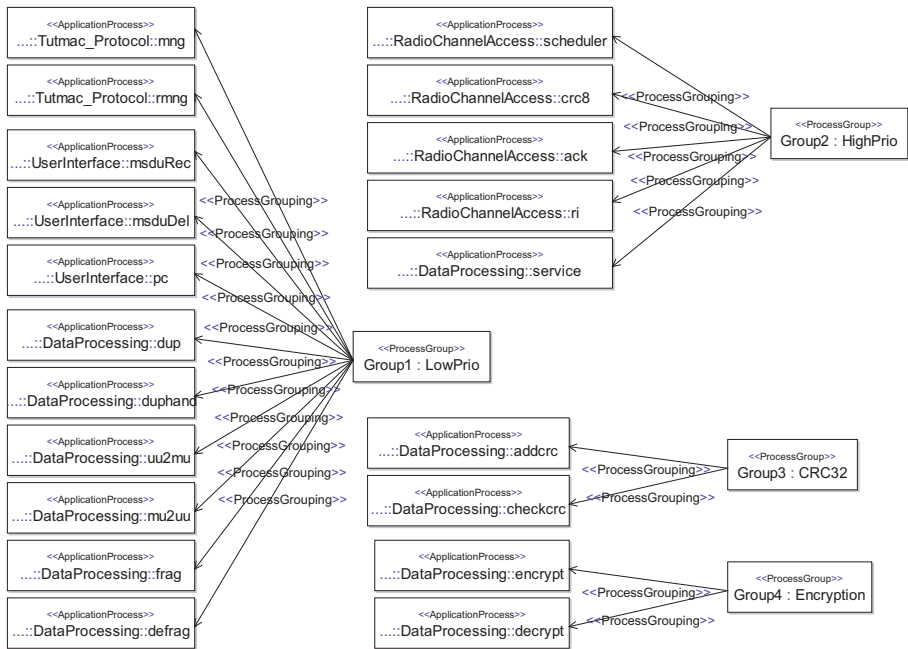 <<ApplicationProcess>>
...::Tutmac_Protocol::mng
<<ApplicationProcess>>
...::Tutmac_Protocol::rmng
<<ApplicationProcess>>
...::UserInterface::msduRec
<<ApplicationProcess>>
...::UserInterface::msduDel
<<ApplicationProcess>>
...::UserInterface::pc
<<ApplicationProcess>>
...::DataProcessing::dup
<<ApplicationProcess>>
...::DataProcessing::duphand
<<ApplicationProcess>>
...::DataProcessing::uu2mu
<<ApplicationProcess>>
...::DataProcessing::mu2uu
<<ApplicationProcess>>
...::DataProcessing::frag
<<ApplicationProcess>>
...::DataProcessing::defrag
<<ProcessGrouping>>
<<ProcessGrouping>>
<<ProcessGrouping>>
<<ProcessGrouping>>
<<ProcessGrouping>>
<<ProcessGrouping>>
<<ProcessGrouping>>
<<ProcessGrouping>>
<<ProcessGrouping>>
<<ProcessGrouping>>
<<ProcessGrouping>>
<<ProcessGroup>>
Group1 : LowPrio
<<ApplicationProcess>>
...::RadioChannelAccess::scheduler
<<ApplicationProcess>>
...::RadioChannelAccess::crc8
<<ApplicationProcess>>
...::RadioChannelAccess::ack
<<ApplicationProcess>>
...::RadioChannelAccess::ri
<<ApplicationProcess>>
...::DataProcessing::service
<<ProcessGrouping>>
<<ProcessGrouping>>
<<ProcessGrouping>>
<<ProcessGrouping>>
<<ProcessGrouping>>
<<ProcessGroup>>
Group2 : HighPrio
<<ApplicationProcess>>
...::DataProcessing::addcrc
<<ApplicationProcess>>
...::DataProcessing::checkcrc
<<ProcessGrouping>>
<<ProcessGrouping>>
<<ProcessGroup>>
Group3 : CRC32
<<ApplicationProcess>>
...::DataProcessing::encrypt
<<ApplicationProcess>>
...::DataProcessing::decrypt
<<ProcessGrouping>>
<<ProcessGrouping>>
<<ProcessGroup>>
Group4 : Encryption